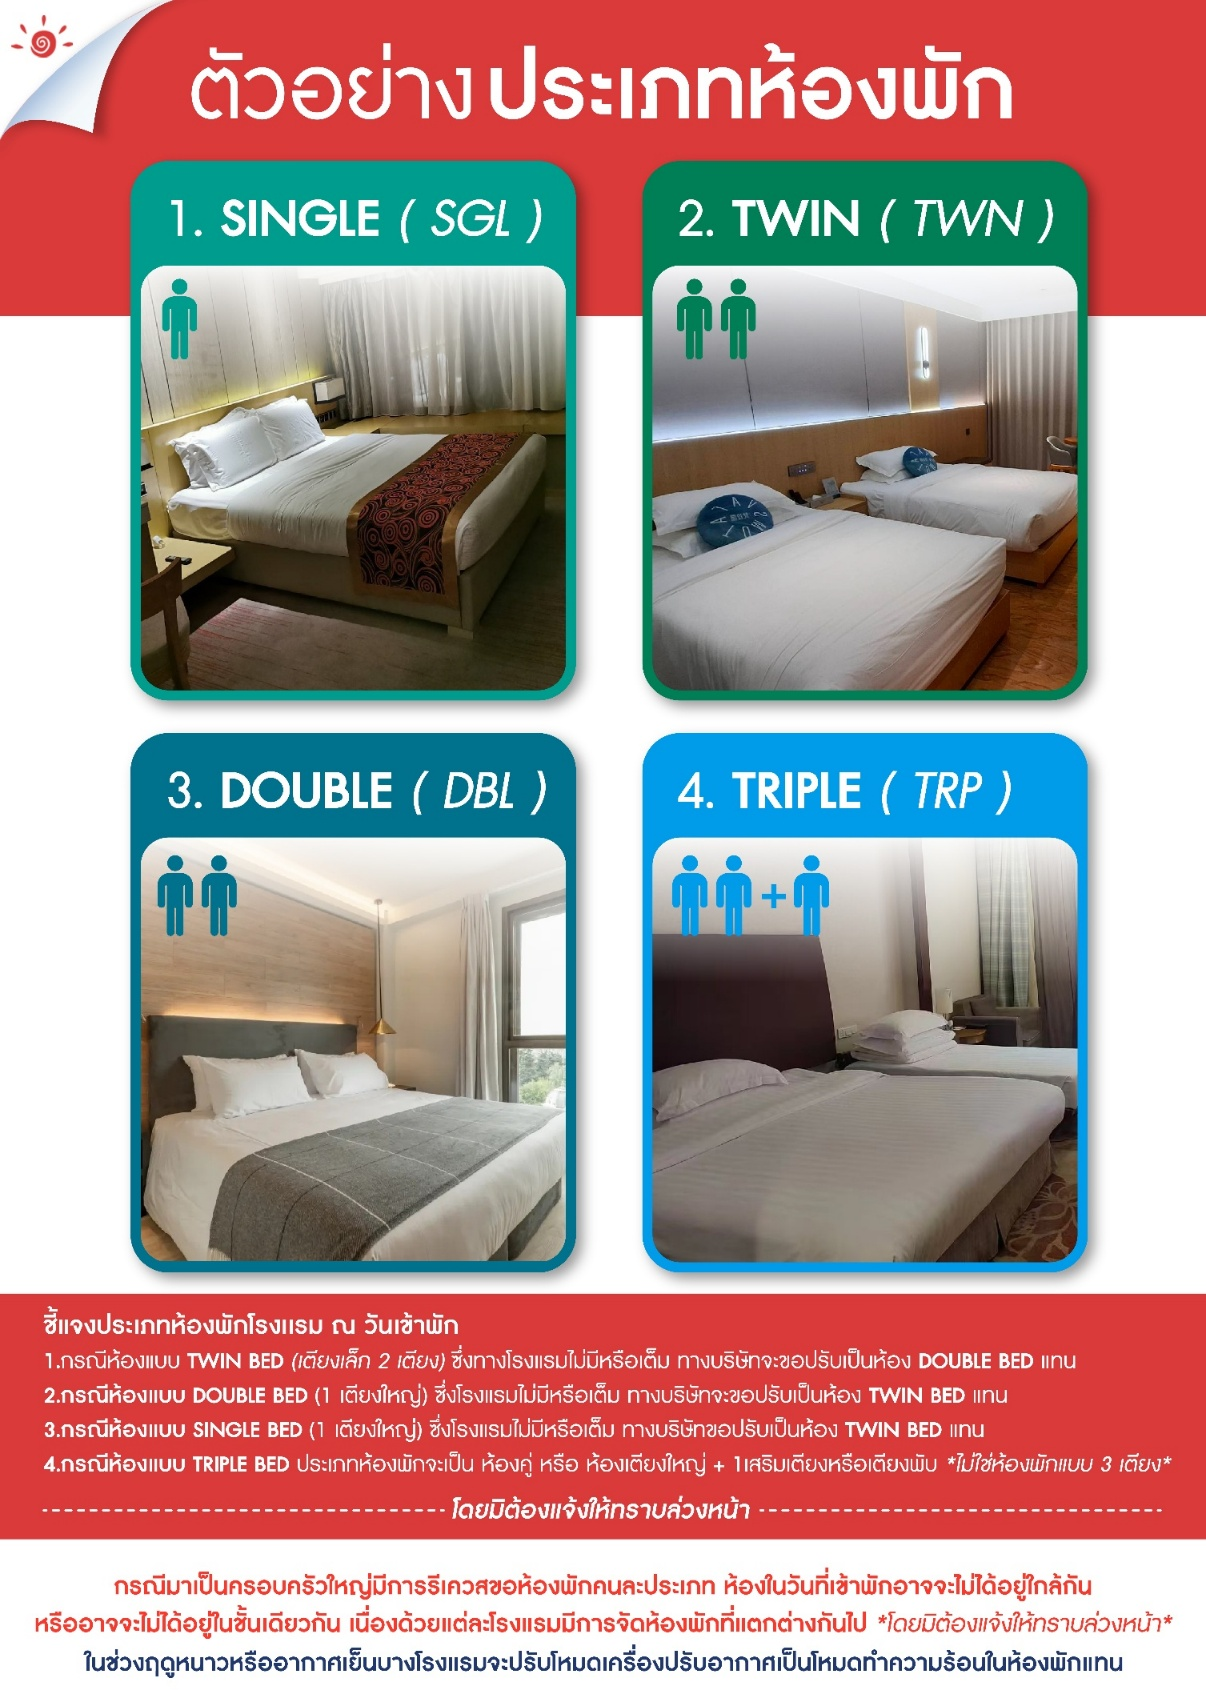 ตัวอย่างประเภทห้องพัก
1. SINGLE ( SGL )
2. TWIN ( TWN )
3. DOUBLE ( DBL )
4. TRIPLE ( TRP )
+
ชี้แจงประเภทห้องพักโรงแรม ณ วันเข้าพัก
1.กรณีห้องแบบ TWIN BED (เตียงเล็ก 2 เตียง) ซึ่งทางโรงแรมไม่มีหรือเต็ม ทางบริษัทจะขอปรับเป็นห้อง DOUBLE BED แทน
2.กรณีห้องแบบ DOUBLE BED (1 เตียงใหญ่) ซึ่งโรงแรมไม่มีหรือเต็ม ทางบริษัทจะขอปรับเป็นห้อง TWIN BED แทน
3.กรณีห้องแบบ SINGLE BED (1 เตียงใหญ่) ซึ่งโรงแรมไม่มีหรือเต็ม ทางบริษัทขอปรับเป็นห้อง TWIN BED แทน
4.กรณีห้องแบบ TRIPLE BED ประเภทห้องพักจะเป็น ห้องคู่ หรือ ห้องเตียงใหญ่ + 1เสริมเตียงหรือเตียงพับ *ไม่ใช่ห้องพักแบบ 3 เตียง*
โดยมิต้องแจ้งให้ทราบล่วงหน้า
กรณีมาเป็นครอบครัวใหญ่มีการรีเควสขอห้องพักคนละประเภท ห้องในวันที่เข้าพักอาจจะไม่ได้อยู่ใกล้กัน
หรืออาจจะไม่ได้อยู่ในชั้นเดียวกัน เนื่องด้วยแต่ละโรงแรมมีการจัดห้องพักที่แตกต่างกันไป *โดยมิต้องแจ้งให้ทราบล่วงหน้า*
ในช่วงฤดูหนาวหรืออากาศเย็นบางโรงแรมจะปรับโหมดเครื่องปรับอากาศเป็นโหมดทำความร้อนในห้องพักแทน